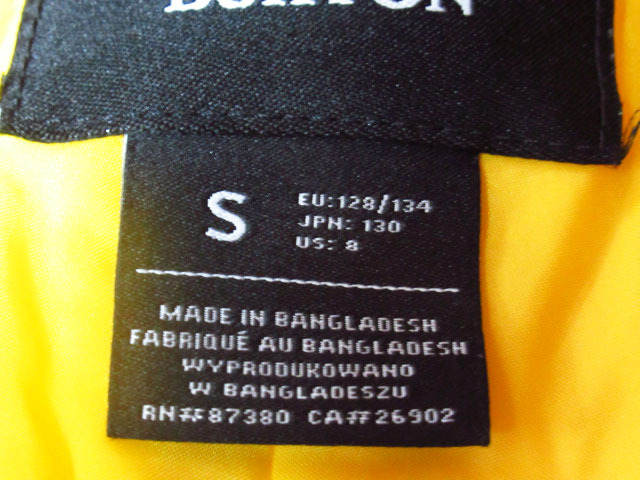 BURTON
S
EU:128/134
JPN: 130
US: 8
MADE IN BANGLADESH
FABRIQUÉ AU BANGLADESH
WYPRODUKOWANO
W BANGLADESZU
RN#87380 CA#26902